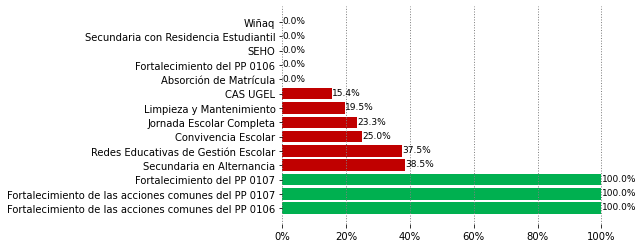 Wiñaq 0.0%
Secundaria con Residencia Estudiantil 0.0%
SEHO 0.0%
Fortalecimiento del PP 0106 0.0%
Absorción de Matrícula 0.0%
CAS UGEL 15.4%
Limpieza y Mantenimiento 19.5%
Jornada Escolar Completa 23.3%
Convivencia Escolar 25.0%
Redes Educativas de Gestión Escolar 37.5%
Secundaria en Alternancia 38.5%
Fortalecimiento del PP 0107 100.0%
Fortalecimiento de las acciones comunes del PP 0107 100.0%
Fortalecimiento de las acciones comunes del PP 0106 100.0%
0% 20% 40% 60% 80% 100%